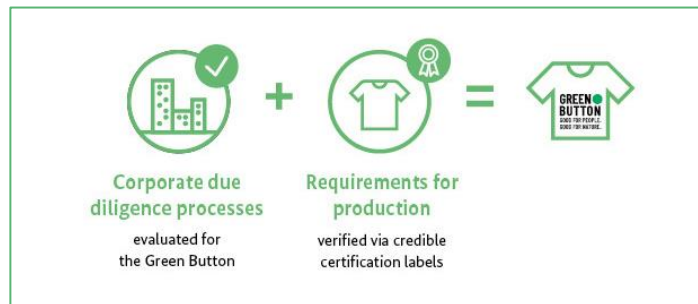 GREEN
BUTTON
GOOD FOR PEOPLE.
GOOD FOR NATURE.
Corporate due
diligence processes
evaluated for
the Green Button
Requirements for
production
verified via credible
certification labels
+
=